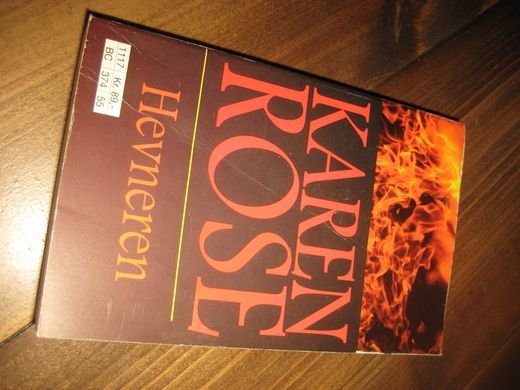 KAREN
ROSE
Hevneren
1117 Kr. 89,-
BC 374 55